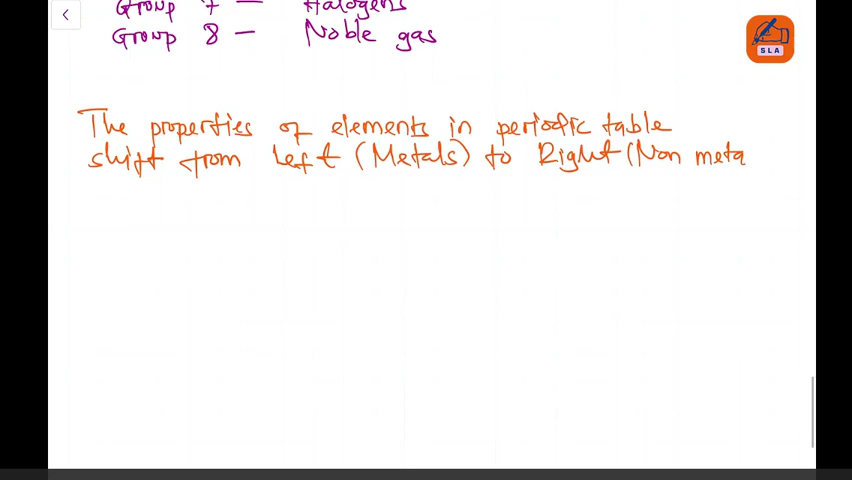 Group 7 — Halogens
Group 8 — Noble gas
SLA
The properties of elements in periodic table
shift from Left (Metals) to Right (Non meta